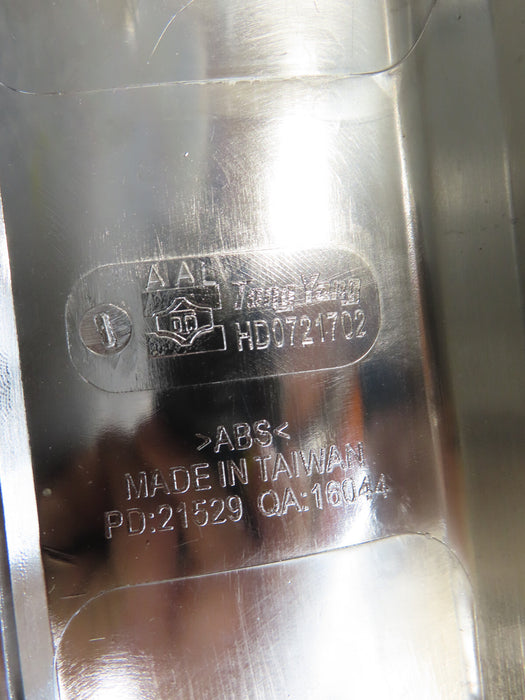 AAL Tong Yang
HD0721702
>ABS<
MADE IN TAIWAN
PD:21529 QA:16044